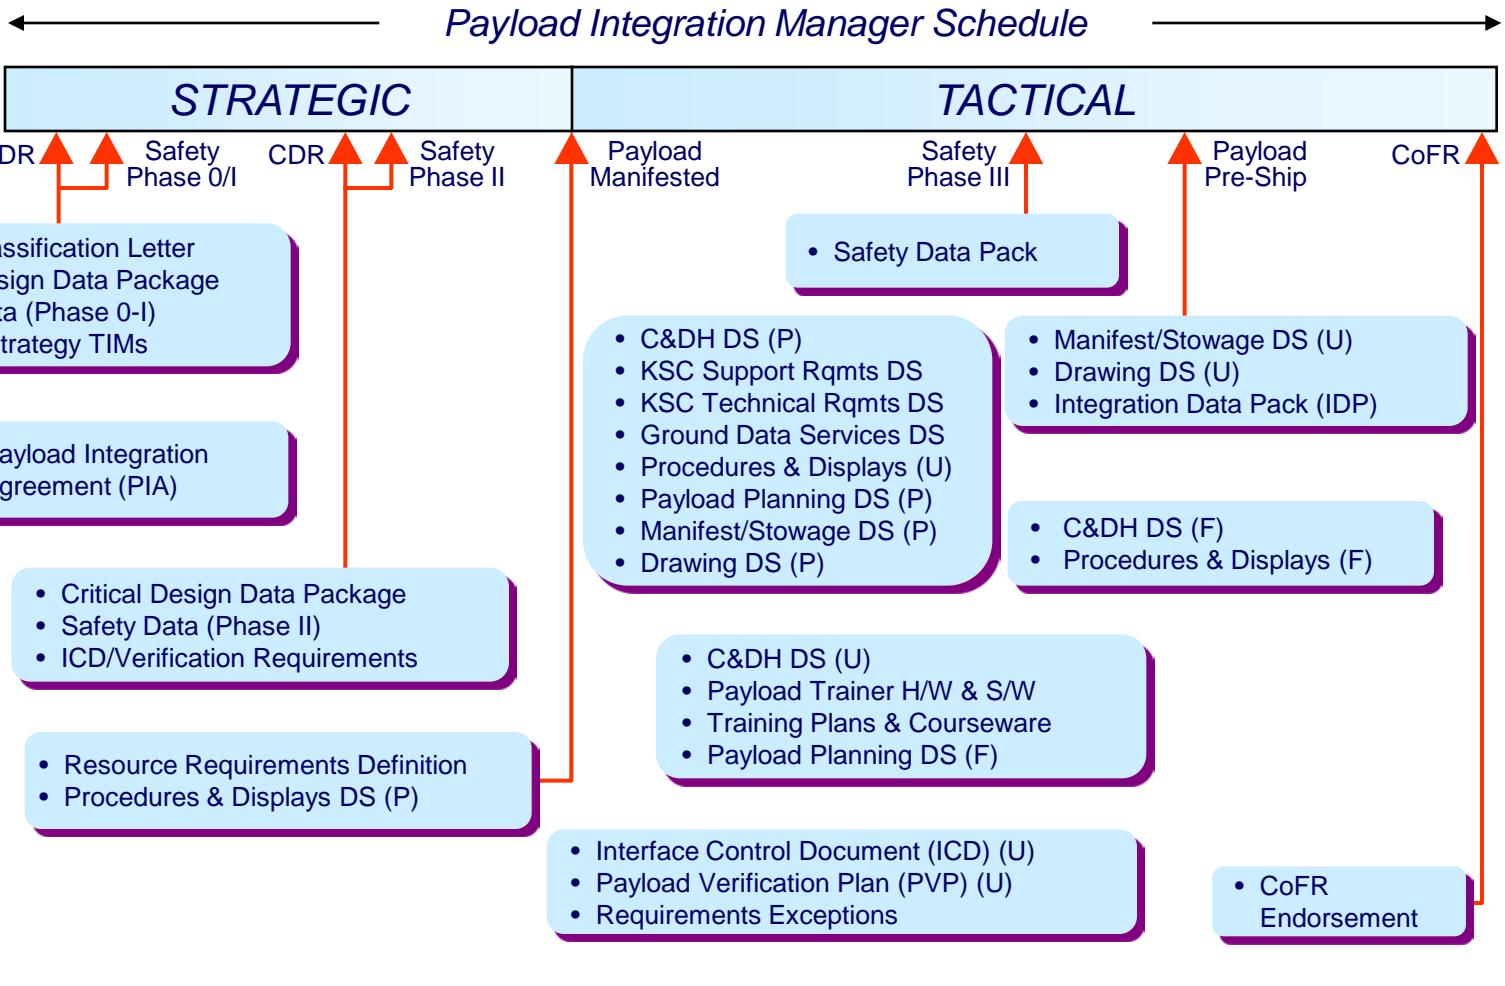 Payload Integration Manager Schedule
STRATEGIC
TACTICAL
DR
Safety
Phase 0/I
CDR
Safety
Phase II
Payload
Manifested
Safety
Phase III
Payload
Pre-Ship
CoFR
assification Letter
sign Data Package
ta (Phase 0-I)
trategy TIMs
ayload Integration
greement (PIA)
• Critical Design Data Package
• Safety Data (Phase II)
• ICD/Verification Requirements
• Resource Requirements Definition
• Procedures & Displays DS (P)
• Safety Data Pack
• C&DH DS (P)
• KSC Support Rqmts DS
• KSC Technical Rqmts DS
• Ground Data Services DS
• Procedures & Displays (U)
• Payload Planning DS (P)
• Manifest/Stowage DS (P)
• Drawing DS (P)
• Manifest/Stowage DS (U)
• Drawing DS (U)
• Integration Data Pack (IDP)
• C&DH DS (F)
• Procedures & Displays (F)
• C&DH DS (U)
• Payload Trainer H/W & S/W
• Training Plans & Courseware
• Payload Planning DS (F)
• Interface Control Document (ICD) (U)
• Payload Verification Plan (PVP) (U)
• Requirements Exceptions
• CoFR
Endorsement